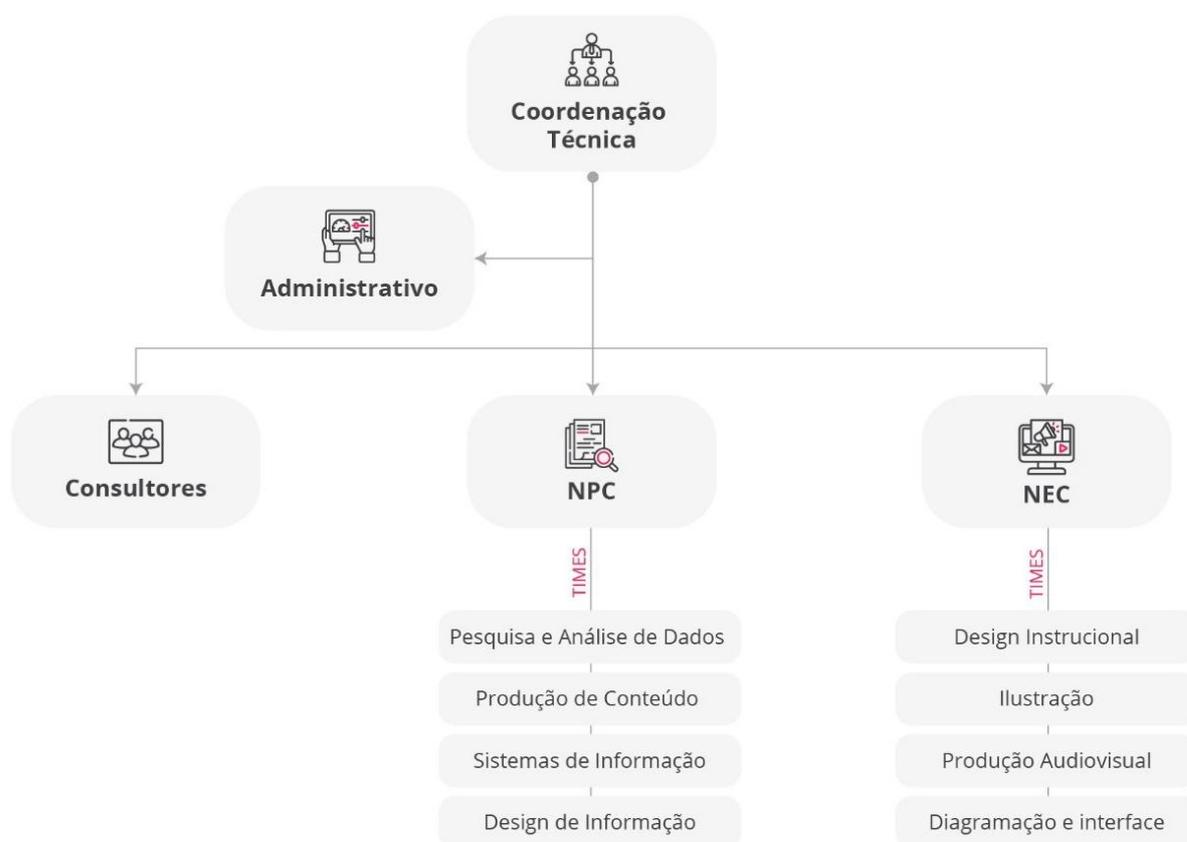 Coordenação
Técnica
Administrativo
Consultores
NPC
NEC
TIMES
TIMES
Pesquisa e Análise de Dados
Design Instrucional
Produção de Conteúdo
Ilustração
Sistemas de Informação
Produção Audiovisual
Design de Informação
Diagramação e interface